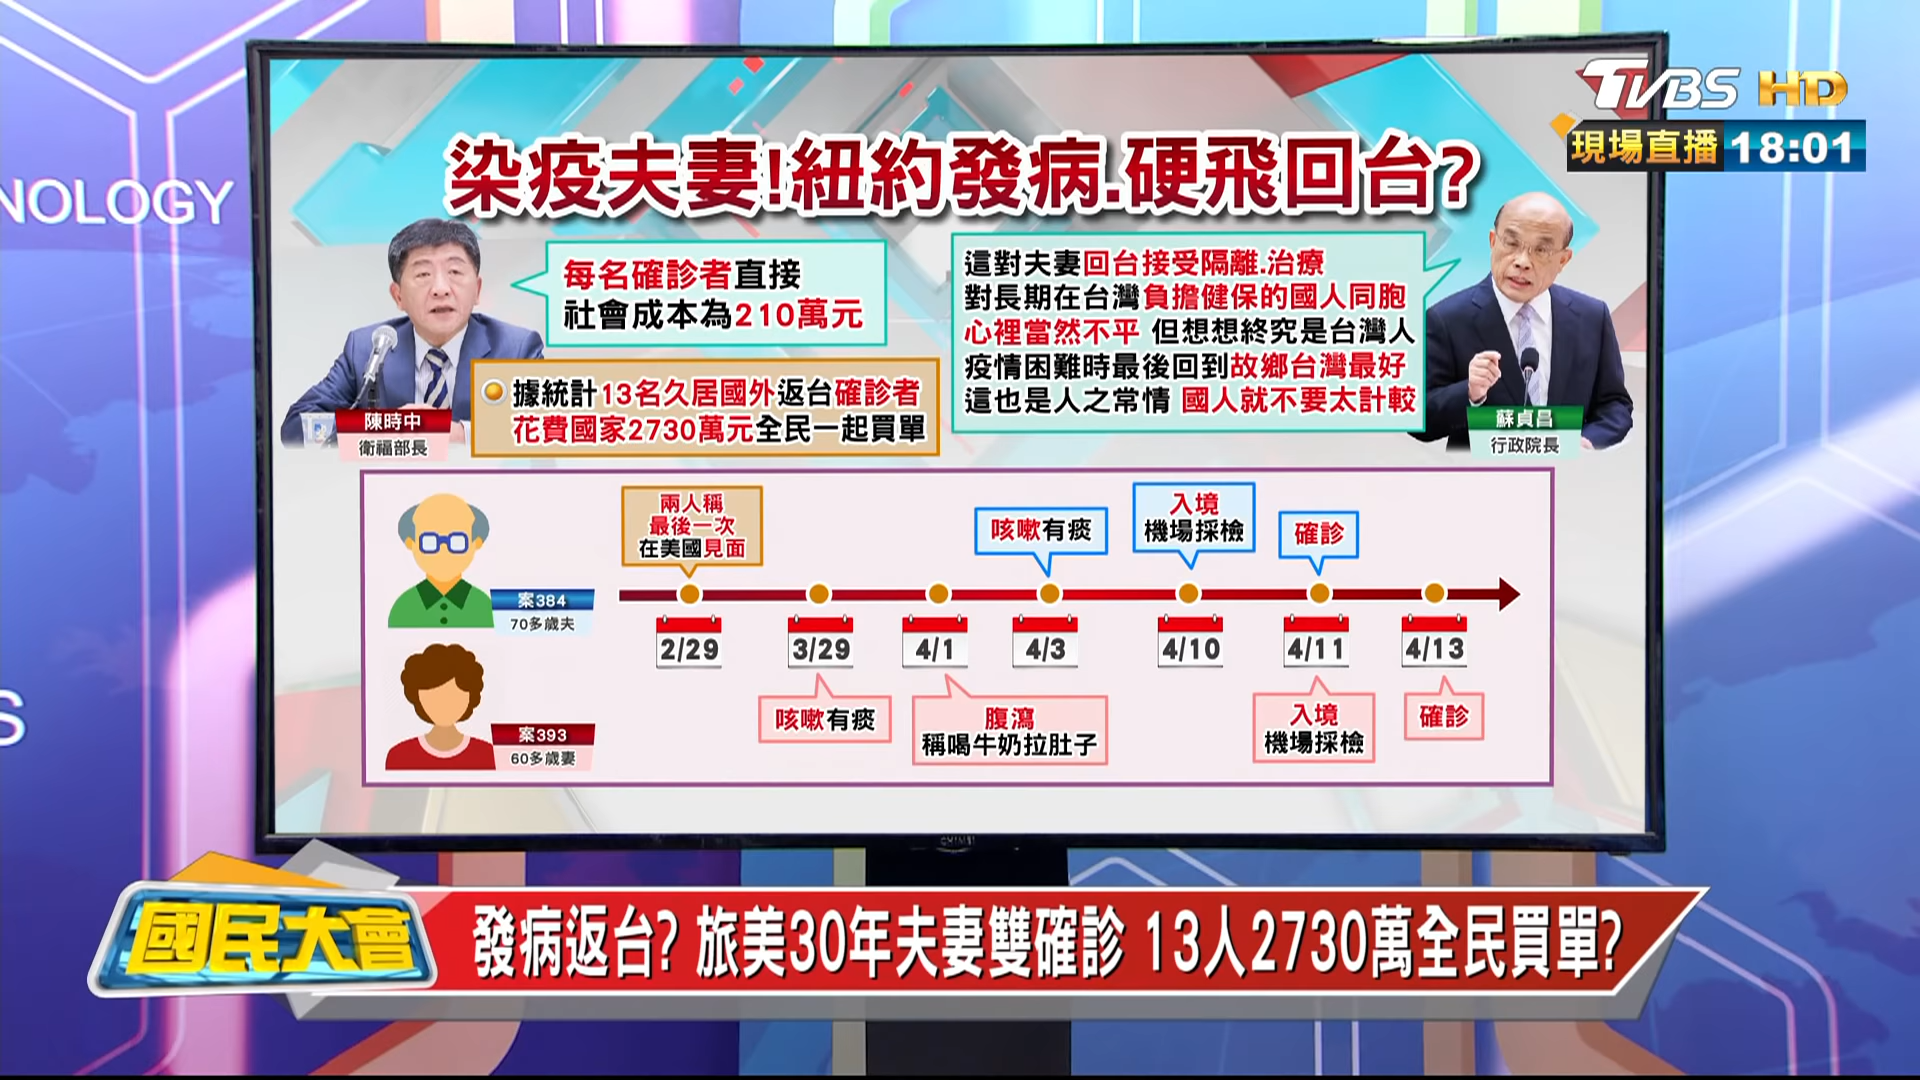 TVBS HD
現場直播 18:01
NOLOGY
S
染疫夫妻!紐約發病.硬飛回台?
每名確診者直接
社會成本為210萬元
陳時中
衛福部長
據統計13名久居國外返台確診者
花費國家2730萬元全民一起買單
這對夫妻回台接受隔離.治療
對長期在台灣負擔健保的國人同胞
心裡當然不平 但想想終究是台灣人
疫情困難時最後回到故鄉台灣最好
這也是人之常情 國人就不要太計較
蘇貞昌
行政院長
兩人稱
最後一次
在美國見面
咳嗽有痰
入境
機場採檢
確診
案384
70多歲夫
2/29
3/29
4/1
4/3
4/10
4/11
4/13
案393
60多歲妻
咳嗽有痰
腹瀉
稱喝牛奶拉肚子
入境
機場採檢
確診
CHIMEI
國民大會
發病返台? 旅美30年夫妻雙確診 13人2730萬全民買單?